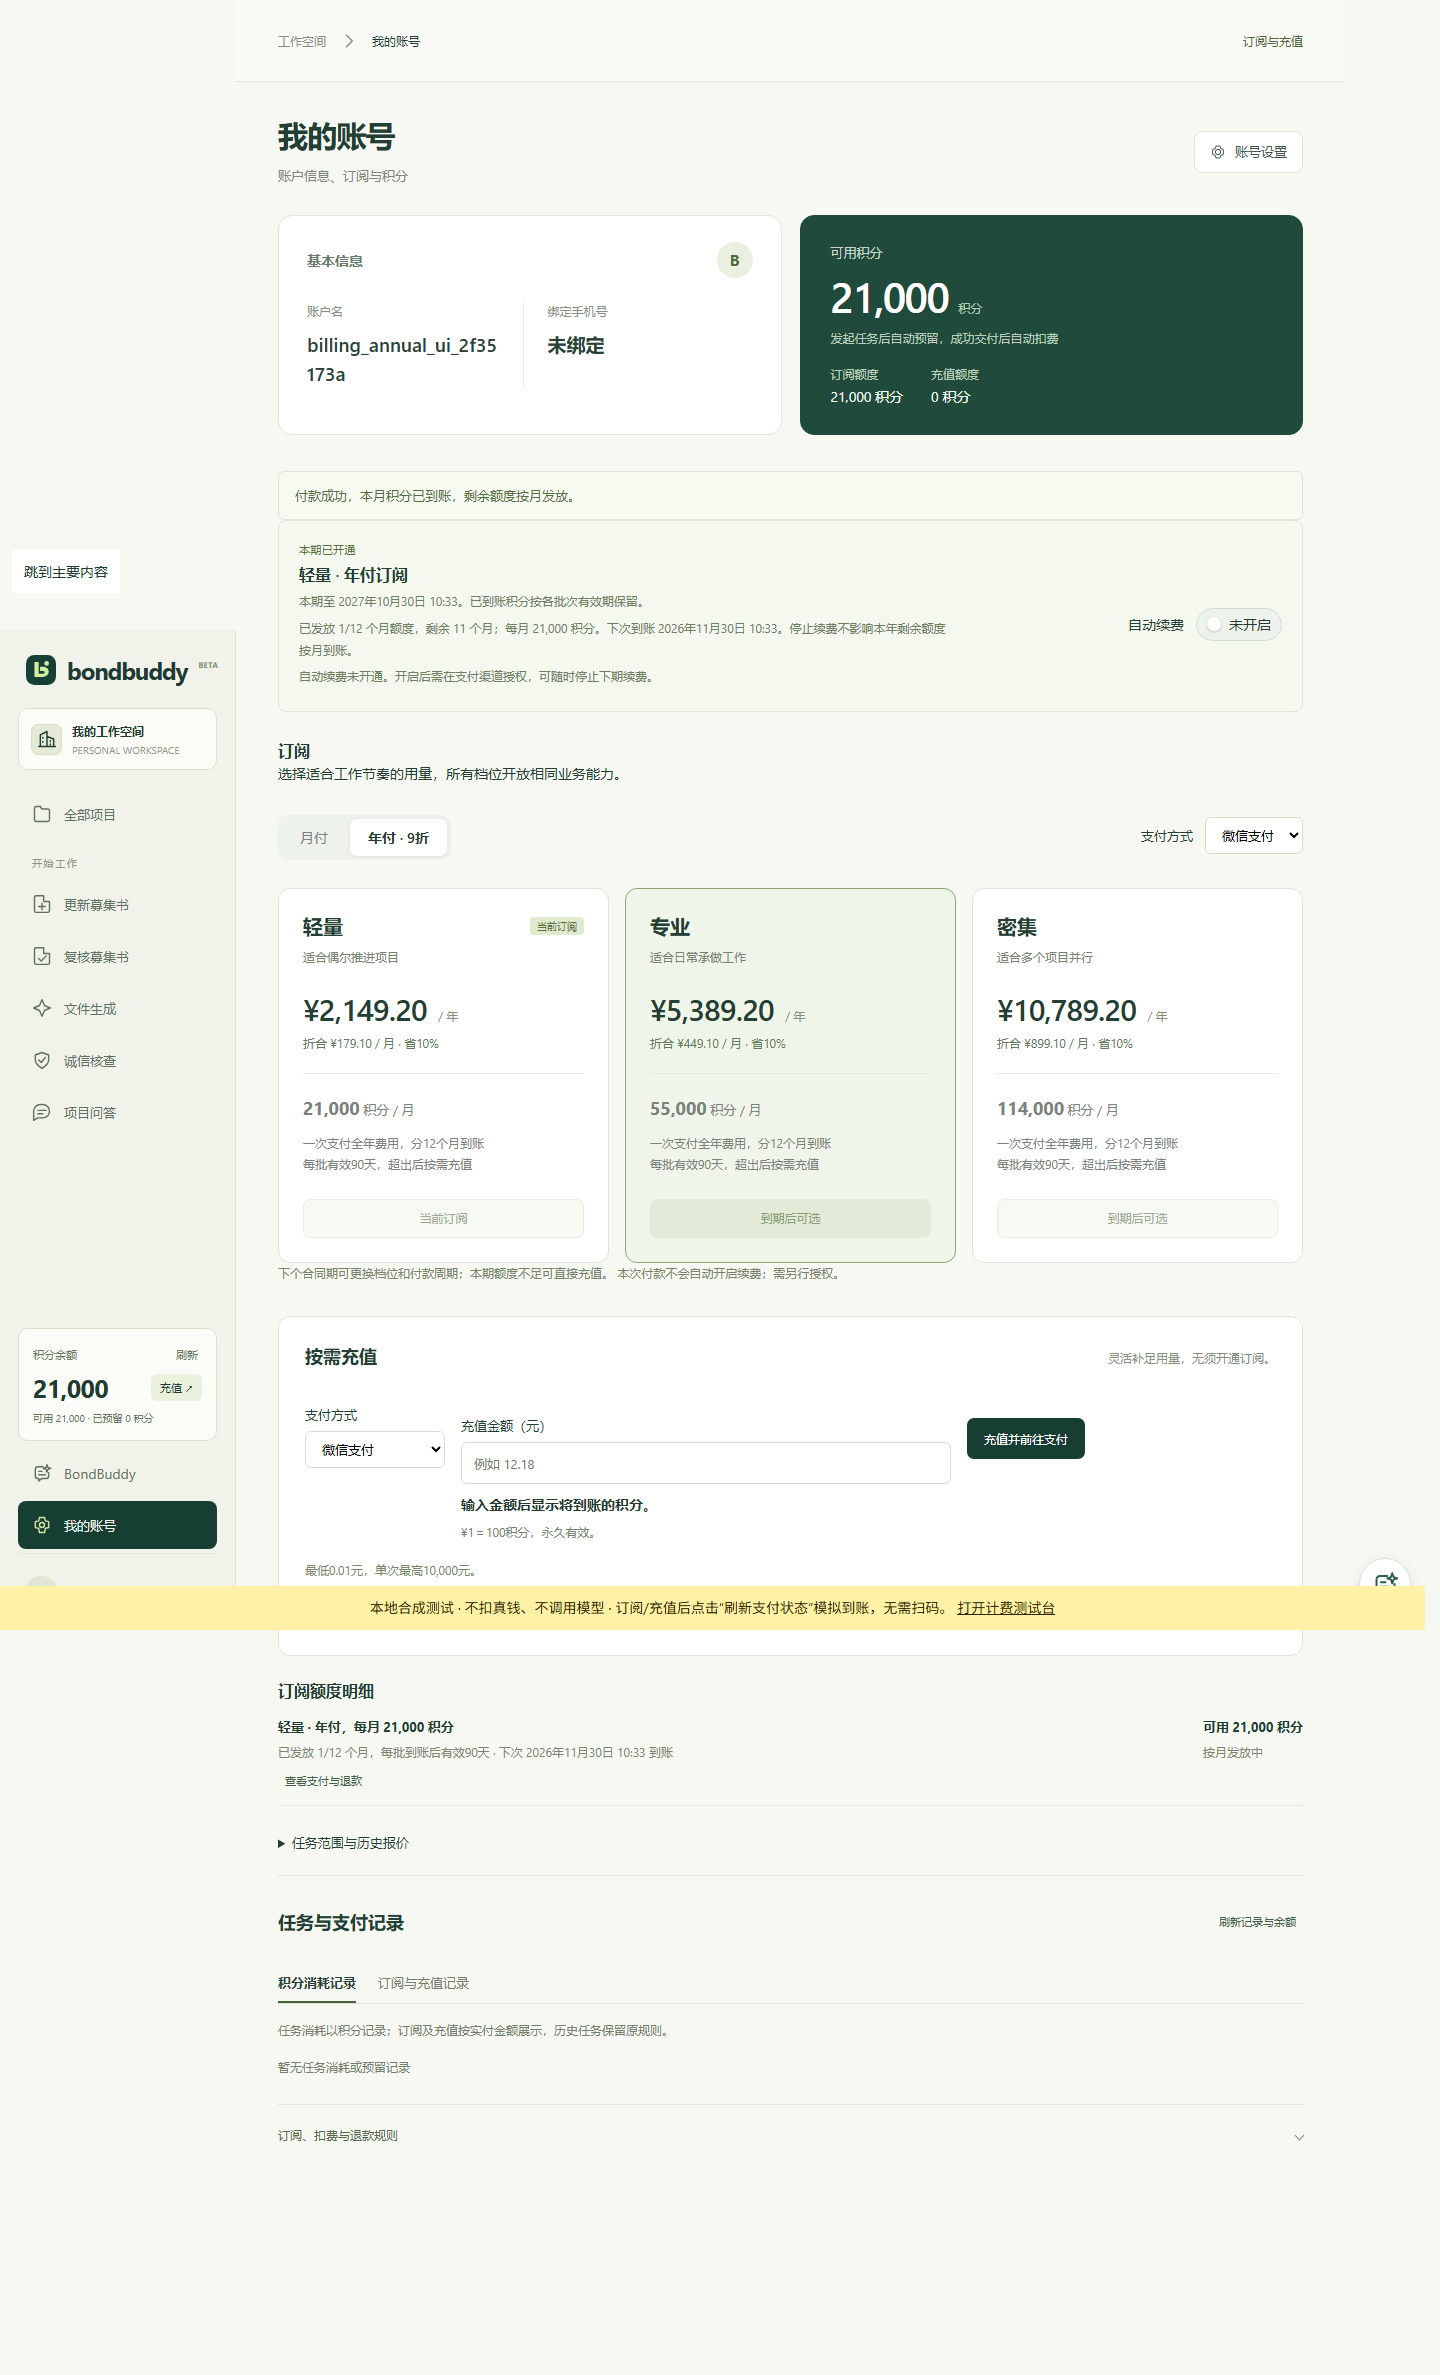 工作空间
我的账号
订阅与充值
我的账号
账户信息、订阅与积分
账号设置
基本信息
B
账户名
billing_annual_ui_2f35
173a
绑定手机号
未绑定
可用积分
21,000 积分
发起任务后自动预留，成功交付后自动扣费
订阅额度
21,000 积分
充值额度
0 积分
付款成功，本月积分已到账，剩余额度按月发放。
本期已开通
轻量 · 年付订阅
本期至 2027年10月30日 10:33。已到账积分按各批次有效期保留。
已发放 1/12 个月额度，剩余 11 个月；每月 21,000 积分。下次到账 2026年11月30日 10:33。停止续费不影响本年剩余额度
按月到账。
自动续费未开通。开启后需在支付渠道授权，可随时停止下期续费。
自动续费
未开启
跳到主要内容
bondbuddy BETA
我的工作空间
PERSONAL WORKSPACE
全部项目
开始工作
更新募集书
复核募集书
文件生成
诚信核查
项目问答
积分余额
刷新
21,000
充值 ↗
可用 21,000 · 已预留 0 积分
BondBuddy
我的账号
订阅
选择适合工作节奏的用量，所有档位开放相同业务能力。
月付
年付 · 9折
支付方式
微信支付
轻量
当前订阅
适合偶尔推进项目
¥2,149.20 / 年
折合 ¥179.10 / 月 · 省10%
21,000 积分 / 月
一次支付全年费用，分12个月到账
每批有效90天，超出后按需充值
当前订阅
专业
适合日常承做工作
¥5,389.20 / 年
折合 ¥449.10 / 月 · 省10%
55,000 积分 / 月
一次支付全年费用，分12个月到账
每批有效90天，超出后按需充值
到期后可选
密集
适合多个项目并行
¥10,789.20 / 年
折合 ¥899.10 / 月 · 省10%
114,000 积分 / 月
一次支付全年费用，分12个月到账
每批有效90天，超出后按需充值
到期后可选
下个合同期可更换档位和付款周期；本期额度不足可直接充值。 本次付款不会自动开启续费；需另行授权。
按需充值
灵活补足用量，无须开通订阅。
支付方式
微信支付
充值金额（元）
例如 12.18
充值并前往支付
输入金额后显示将到账的积分。
¥1 = 100积分，永久有效。
最低0.01元，单次最高10,000元。
本地合成测试 · 不扣真钱、不调用模型 · 订阅/充值后点击“刷新支付状态”模拟到账，无需扫码。 打开计费测试台
订阅额度明细
轻量 · 年付，每月 21,000 积分
可用 21,000 积分
已发放 1/12 个月，每批到账后有效90天 · 下次 2026年11月30日 10:33 到账
按月发放中
查看支付与退款
任务范围与历史报价
任务与支付记录
刷新记录与余额
积分消耗记录
订阅与充值记录
任务消耗以积分记录；订阅及充值按实付金额展示，历史任务保留原规则。
暂无任务消耗或预留记录
订阅、扣费与退款规则